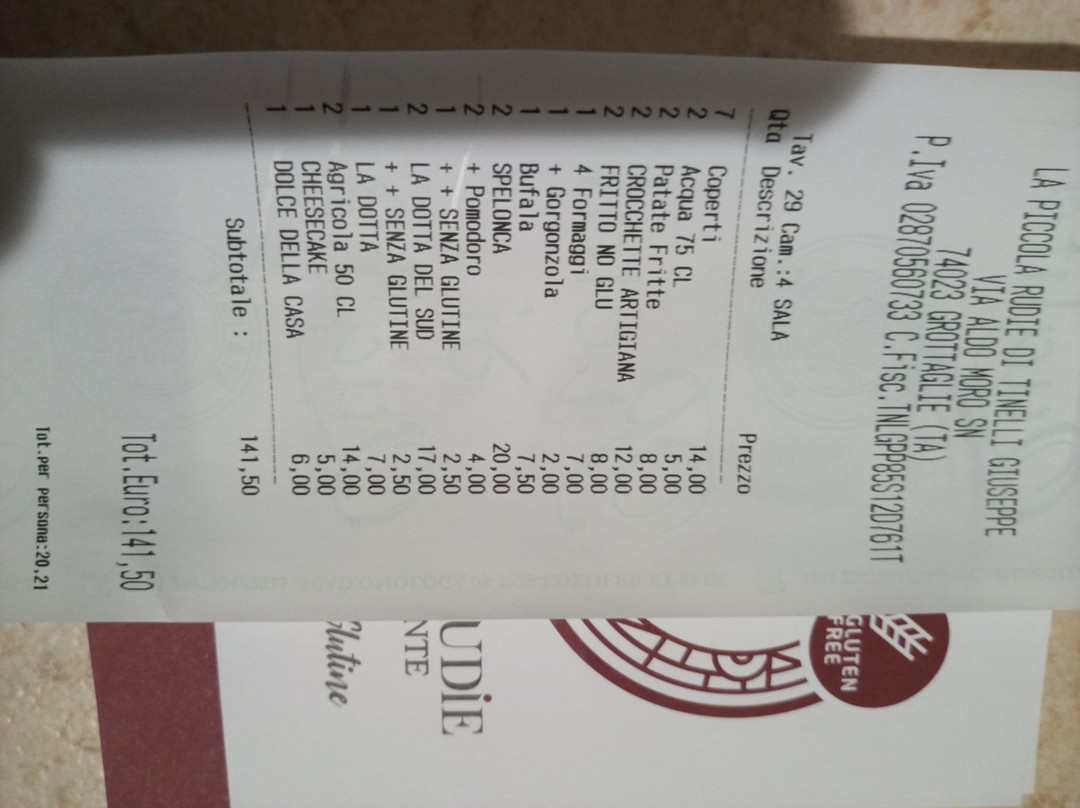 LA PICCOLA RUDIE DI TINELLI GIUSEPPE
VIA ALDO MORO SN
74023 GROTTAGLIE (TA)
P.Iva 02870560733 C.Fisc.TNLGPP85S12D761T
Tav. 29 Cam.:4 SALA
Qta Descrizione Prezzo
7 Coperti 14,00
2 Acqua 75 CL 5,00
2 Patate Fritte 8,00
2 CROCCHETTE ARTIGIANA 12,00
2 FRITTO NO GLU 8,00
1 4 Formaggi 7,00
1 + Gorgonzola 2,00
1 Bufala 7,50
2 SPELONCA 20,00
2 + Pomodoro 4,00
1 + + SENZA GLUTINE 2,50
2 LA DOTTA DEL SUD 17,00
1 + + SENZA GLUTINE 2,50
1 LA DOTTA 7,00
2 Agricola 50 CL 14,00
1 CHEESECAKE 5,00
1 DOLCE DELLA CASA 6,00
Subtotale : 141,50
Tot.Euro:141,50
Tot.per persona:20,21
GLUTEN
FREE
UDiE
NTE
Glutine